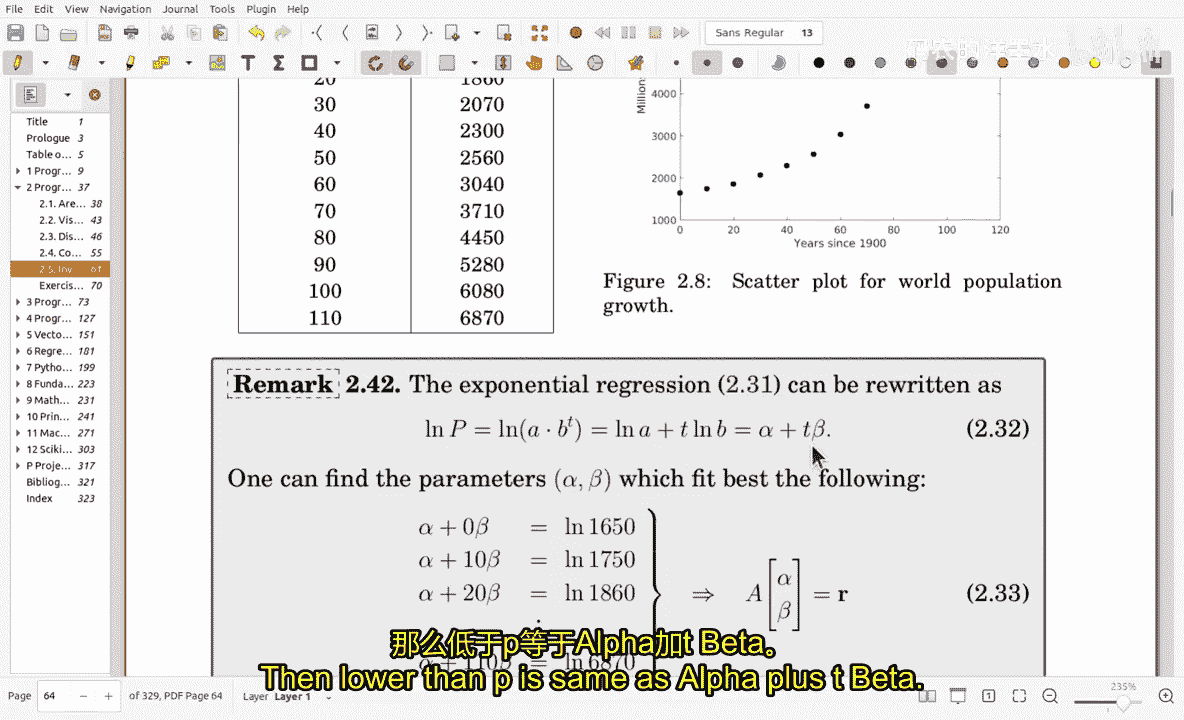 File Edit View Navigation Journal Tools Plugin Help
Sans Regular 13
Title 1
Prologue 3
Table o... 5
1 Progr... 9
2 Progr... 37
2.1. Are... 38
2.2. Vis... 43
2.3. Dis... 46
2.4. Co... 55
2.5. Inv 61
Exercis... 70
3 Progr... 73
4 Progr... 127
5 Vecto... 151
6 Regre... 181
7 Pytho... 199
8 Funda... 223
9 Math... 231
10 Prin... 241
11 Mac... 271
12 Sciki... 303
P Proje... 317
Bibliog... 321
Index 323
20 1860
30 2070
40 2300
50 2560
60 3040
70 3710
80 4450
90 5280
100 6080
110 6870
Million
4000
3000
2000
1000
0 20 40 60 80 100 120
Years since 1900
Figure 2.8: Scatter plot for world population
growth.
Remark 2.42. The exponential regression (2.31) can be rewritten as
ln P = ln(a · b^t) = ln a + t ln b = α + tβ. (2.32)
One can find the parameters (α, β) which fit best the following:
α + 0β = ln 1650
α + 10β = ln 1750
α + 20β = ln 1860
⇒ A [α β] = r (2.33)
α + 110β = ln 6870
那么低于p等于Alpha加t Beta。
Then lower than p is same as Alpha plus t Beta.
Page 64 of 329, PDF Page 64 Layer Layer 1 235%